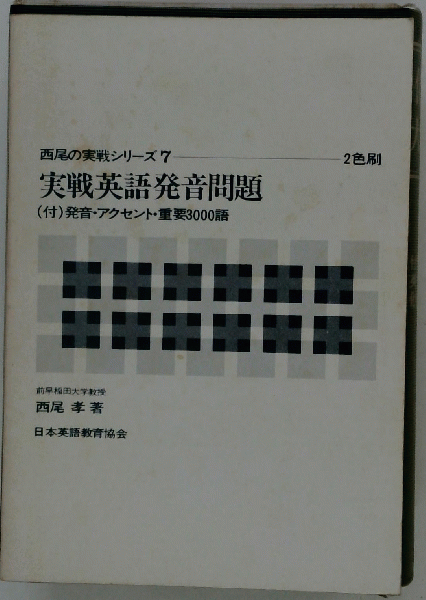 西尾の実戦シリーズ7 2色刷
実戦英語発音問題
(付)発音・アクセント・重要3000語
前早稲田大学教授
西尾 孝 著
日本英語教育協会